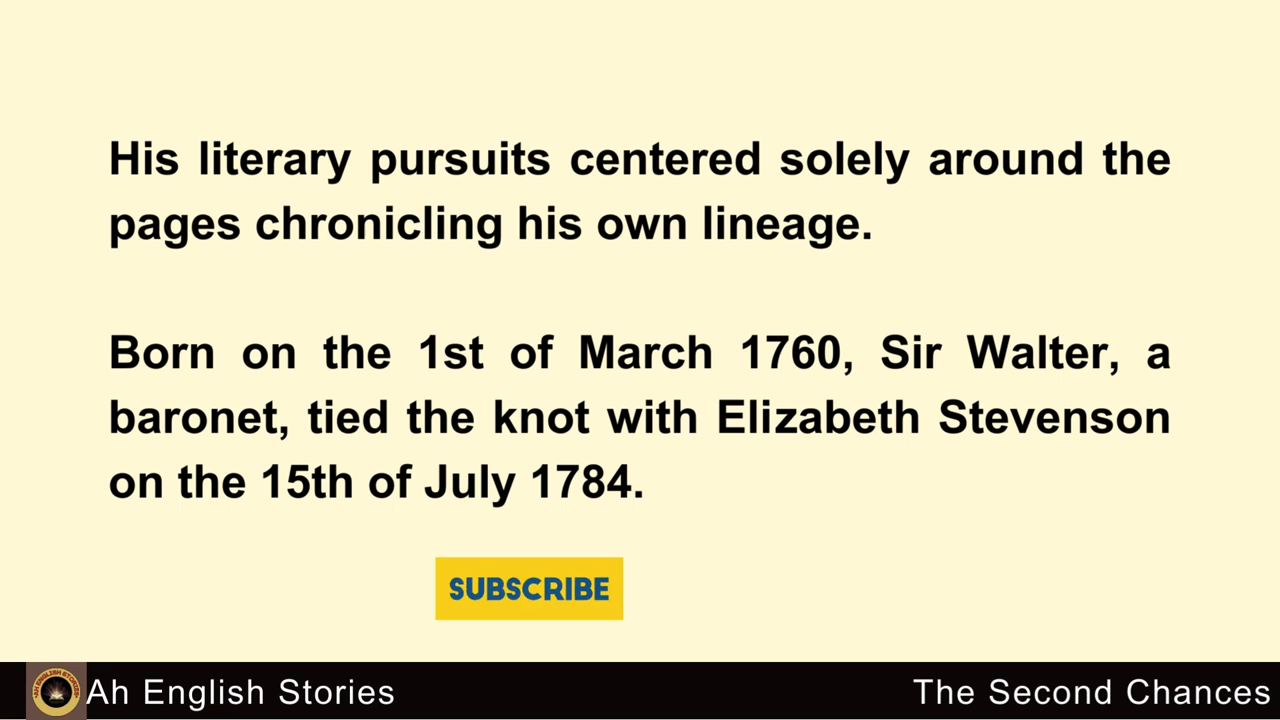 His literary pursuits centered solely around the
pages chronicling his own lineage.
Born on the 1st of March 1760, Sir Walter, a
baronet, tied the knot with Elizabeth Stevenson
on the 15th of July 1784.
SUBSCRIBE
Ah English Stories
The Second Chances